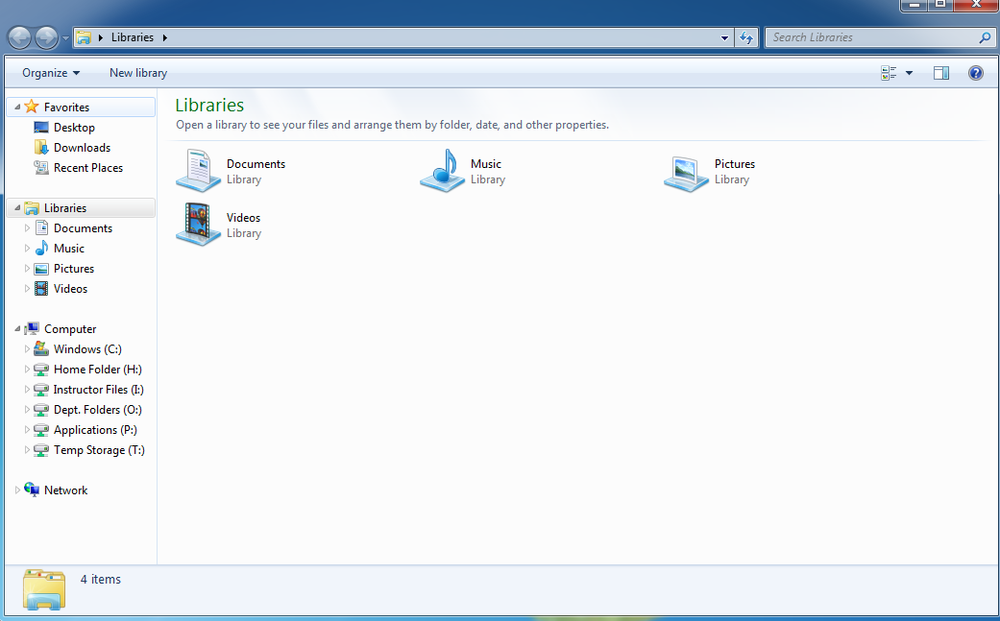 Libraries
Search Libraries
Organize
New library
Favorites
Desktop
Downloads
Recent Places
Libraries
Documents
Music
Pictures
Videos
Computer
Windows (C:)
Home Folder (H:)
Instructor Files (I:)
Dept. Folders (O:)
Applications (P:)
Temp Storage (T:)
Network
Libraries
Open a library to see your files and arrange them by folder, date, and other properties.
Documents
Library
Music
Library
Pictures
Library
Videos
Library
4 items